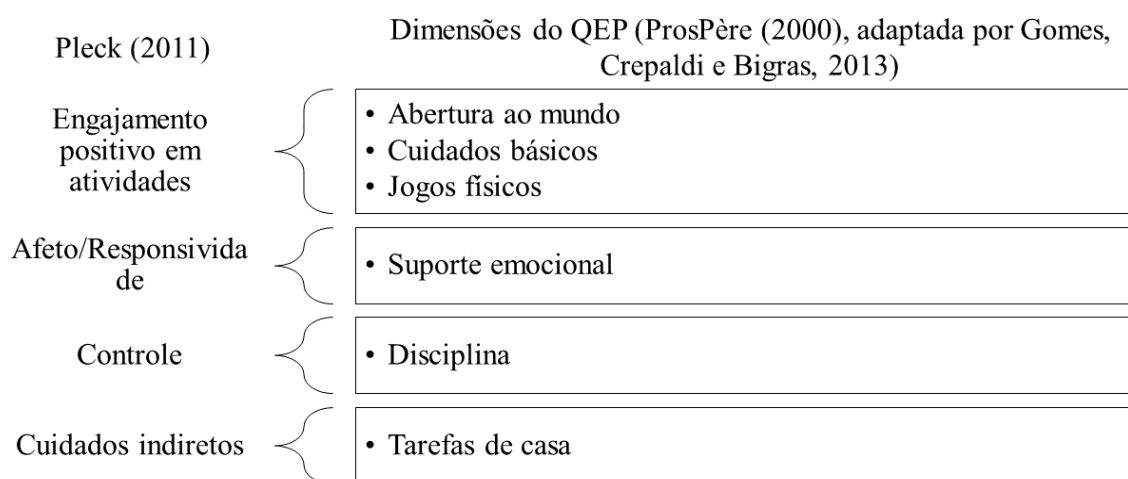 Pleck (2011)
Dimensões do QEP (ProsPère (2000), adaptada por Gomes,
Crepaldi e Bigras, 2013)
Engajamento
positivo em
atividades
• Abertura ao mundo
• Cuidados básicos
• Jogos físicos
Afeto/Responsivida
de
• Suporte emocional
Controle
• Disciplina
Cuidados indiretos
• Tarefas de casa